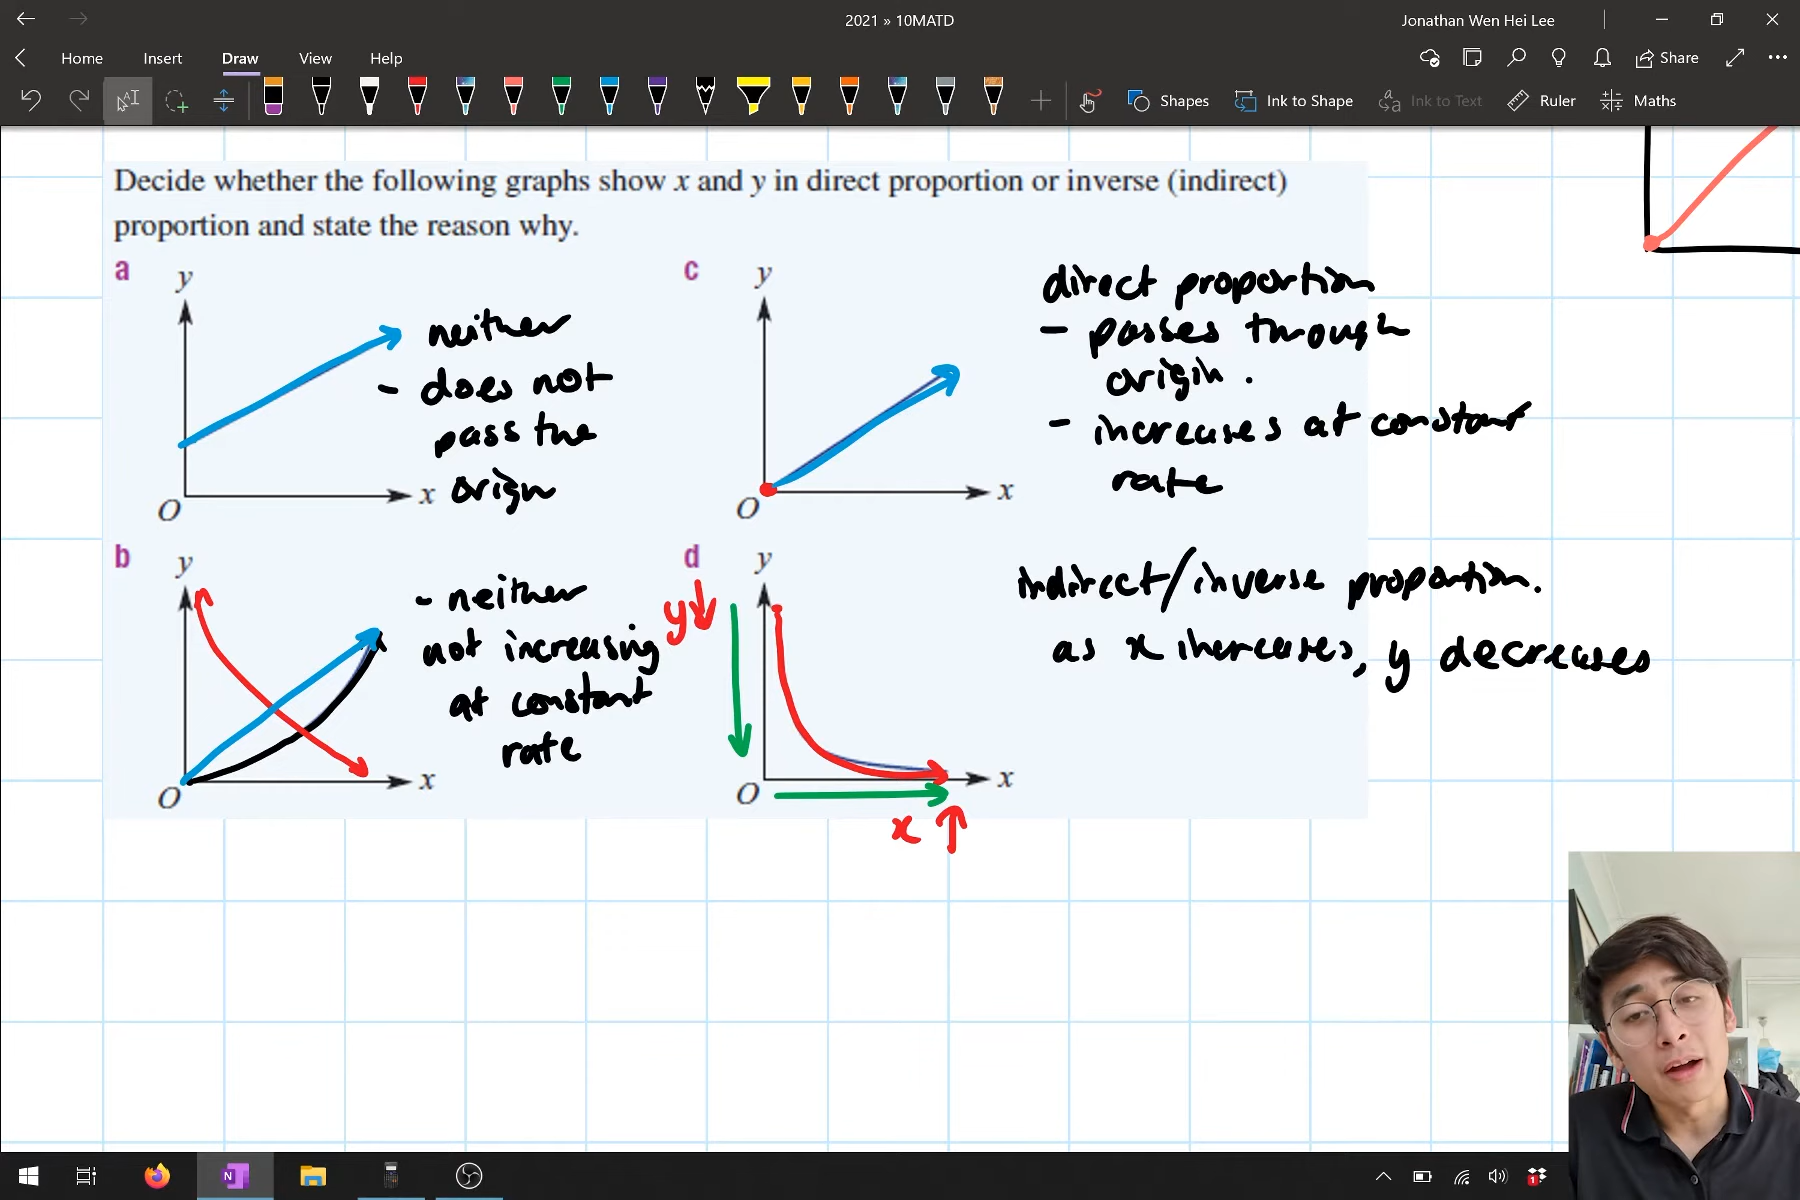 2021 » 10MATD
Jonathan Wen Hei Lee
Home Insert Draw View Help
Share
Shapes Ink to Shape Ink to Text Ruler Maths
Decide whether the following graphs show x and y in direct proportion or inverse (indirect)
proportion and state the reason why.
a
y
neither
- does not
pass the
origin
x
O
c
y
direct proportion
- passes through
origin.
- increases at constant
rate
x
O
b
y
- neither
not increasing
at constant
rate
x
O
d
y
y↓
indirect/inverse proportion.
as x increases, y decreases
x
O
x ↑